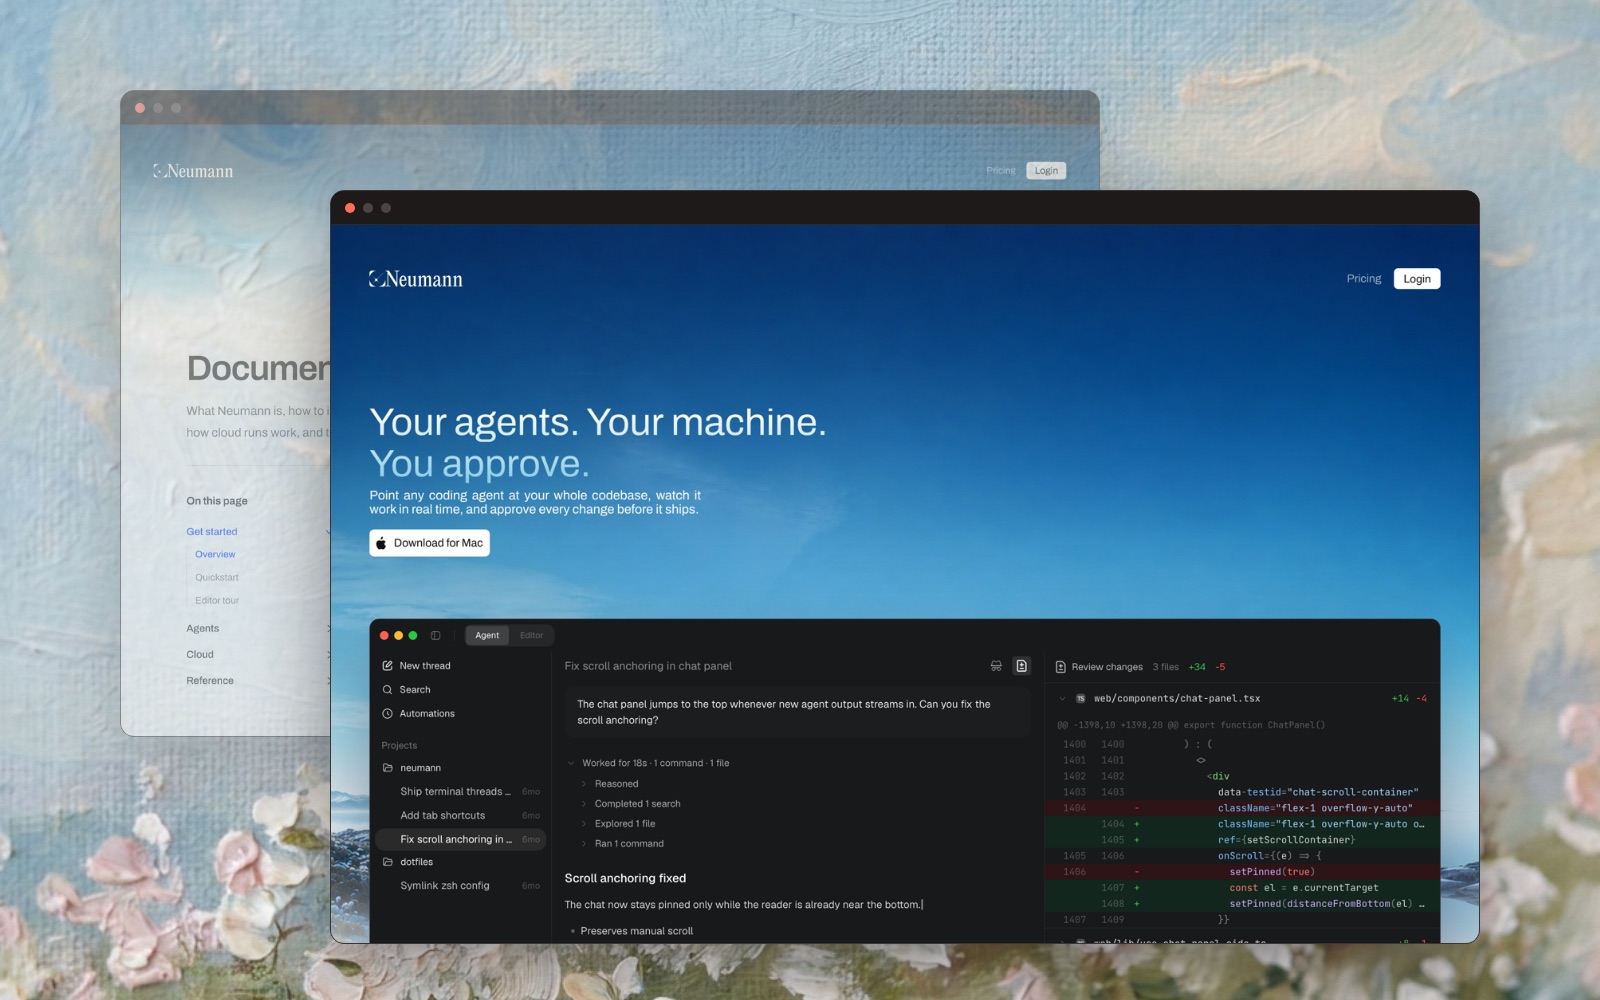 Neumann
Pricing
Login
Documen
What Neumann is, how to i
how cloud runs work, and t
On this page
Get started
Overview
Quickstart
Editor tour
Agents
Cloud
Reference
Neumann
Pricing
Login
Your agents. Your machine.
You approve.
Point any coding agent at your whole codebase, watch it
work in real time, and approve every change before it ships.
Download for Mac
Agent
Editor
New thread
Search
Automations
Projects
neumann
Ship terminal threads ... 6mo
Add tab shortcuts 6mo
Fix scroll anchoring in ... 6mo
dotfiles
Symlink zsh config 6mo
Fix scroll anchoring in chat panel
The chat panel jumps to the top whenever new agent output streams in. Can you fix the
scroll anchoring?
Worked for 18s · 1 command · 1 file
Reasoned
Completed 1 search
Explored 1 file
Ran 1 command
Scroll anchoring fixed
The chat now stays pinned only while the reader is already near the bottom.
Preserves manual scroll
Review changes 3 files +34 -5
TS web/components/chat-panel.tsx +14 -4
@@ -1398,10 +1398,20 @@ export function ChatPanel()
1400 1400 ) : (
1401 1401 <>
1402 1402 <div
1403 1403 data-testid="chat-scroll-container"
1404 - className="flex-1 overflow-y-auto"
1404 + className="flex-1 overflow-y-auto o…
1405 + ref={setScrollContainer}
1405 1406 onScroll={(e) => {
1406 - setPinned(true)
1407 + const el = e.currentTarget
1408 + setPinned(distanceFromBottom(el) …
1407 1409 }}